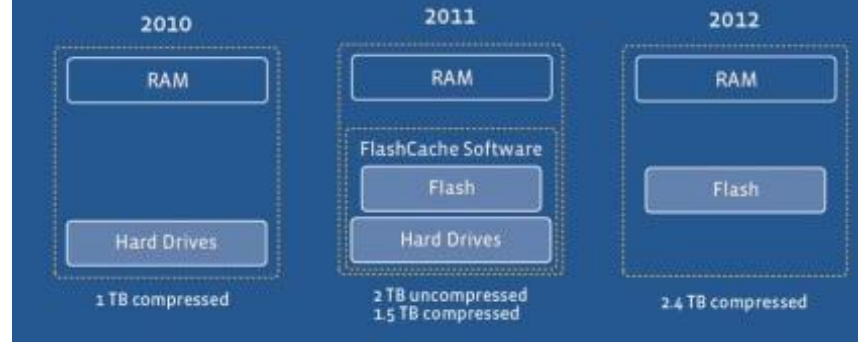 2010
RAM
Hard Drives
1 TB compressed
2011
RAM
FlashCache Software
Flash
Hard Drives
2 TB uncompressed
1.5 TB compressed
2012
RAM
Flash
2.4 TB compressed